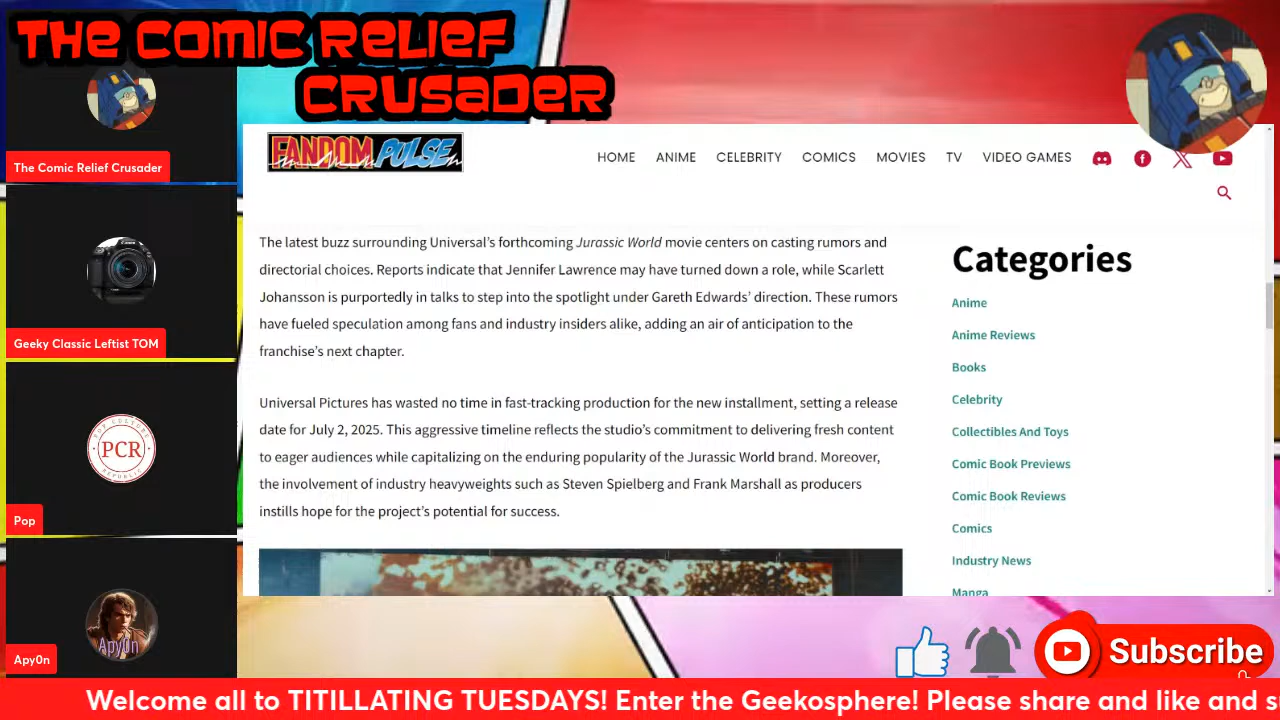 THE COMIC RELIEF
CRUSADER
The Comic Relief Crusader
Geeky Classic Leftist TOM
POP CULTURE
PCR
REPUBLIC
Pop
Apy0n
Apy0n
FANDOM PULSE
HOME ANIME CELEBRITY COMICS MOVIES TV VIDEO GAMES
The latest buzz surrounding Universal’s forthcoming Jurassic World movie centers on casting rumors and
directorial choices. Reports indicate that Jennifer Lawrence may have turned down a role, while Scarlett
Johansson is purportedly in talks to step into the spotlight under Gareth Edwards’ direction. These rumors
have fueled speculation among fans and industry insiders alike, adding an air of anticipation to the
franchise’s next chapter.
Universal Pictures has wasted no time in fast-tracking production for the new installment, setting a release
date for July 2, 2025. This aggressive timeline reflects the studio’s commitment to delivering fresh content
to eager audiences while capitalizing on the enduring popularity of the Jurassic World brand. Moreover,
the involvement of industry heavyweights such as Steven Spielberg and Frank Marshall as producers
instills hope for the project’s potential for success.
Categories
Anime
Anime Reviews
Books
Celebrity
Collectibles And Toys
Comic Book Previews
Comic Book Reviews
Comics
Industry News
Manga
Subscribe
Welcome all to TITILLATING TUESDAYS! Enter the Geekosphere! Please share and like and s